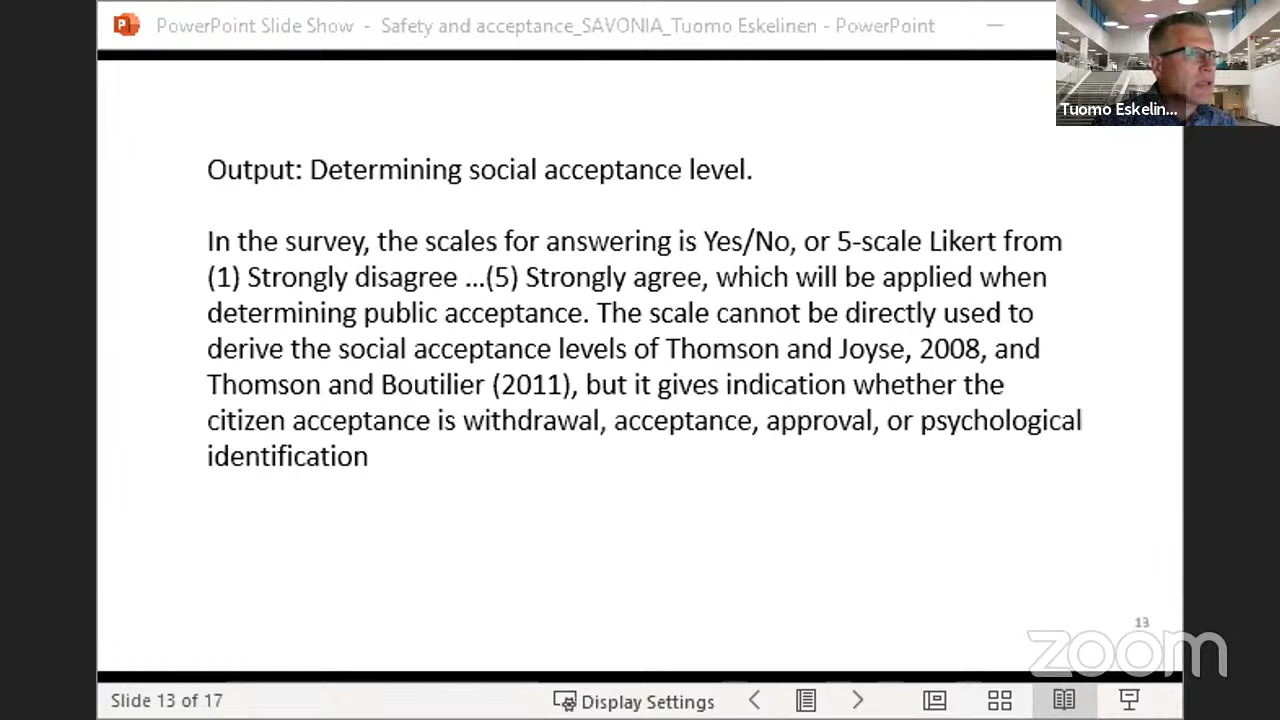 PowerPoint Slide Show - Safety and acceptance_SAVONIA_Tuomo Eskelinen - PowerPoint
Tuomo Eskelin...
Output: Determining social acceptance level.
In the survey, the scales for answering is Yes/No, or 5-scale Likert from
(1) Strongly disagree ...(5) Strongly agree, which will be applied when
determining public acceptance. The scale cannot be directly used to
derive the social acceptance levels of Thomson and Joyse, 2008, and
Thomson and Boutilier (2011), but it gives indication whether the
citizen acceptance is withdrawal, acceptance, approval, or psychological
identification
13
zoom
Slide 13 of 17
Display Settings